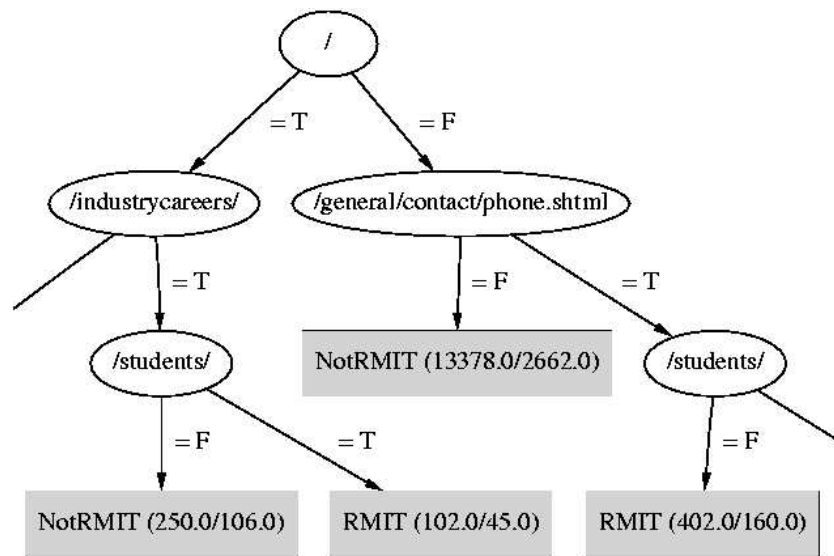 /
= T
= F
/industrycareers/
/general/contact/phone.shtml
= T
= F
= T
/students/
NotRMIT (13378.0/2662.0)
/students/
= F
= T
= F
NotRMIT (250.0/106.0)
RMIT (102.0/45.0)
RMIT (402.0/160.0)